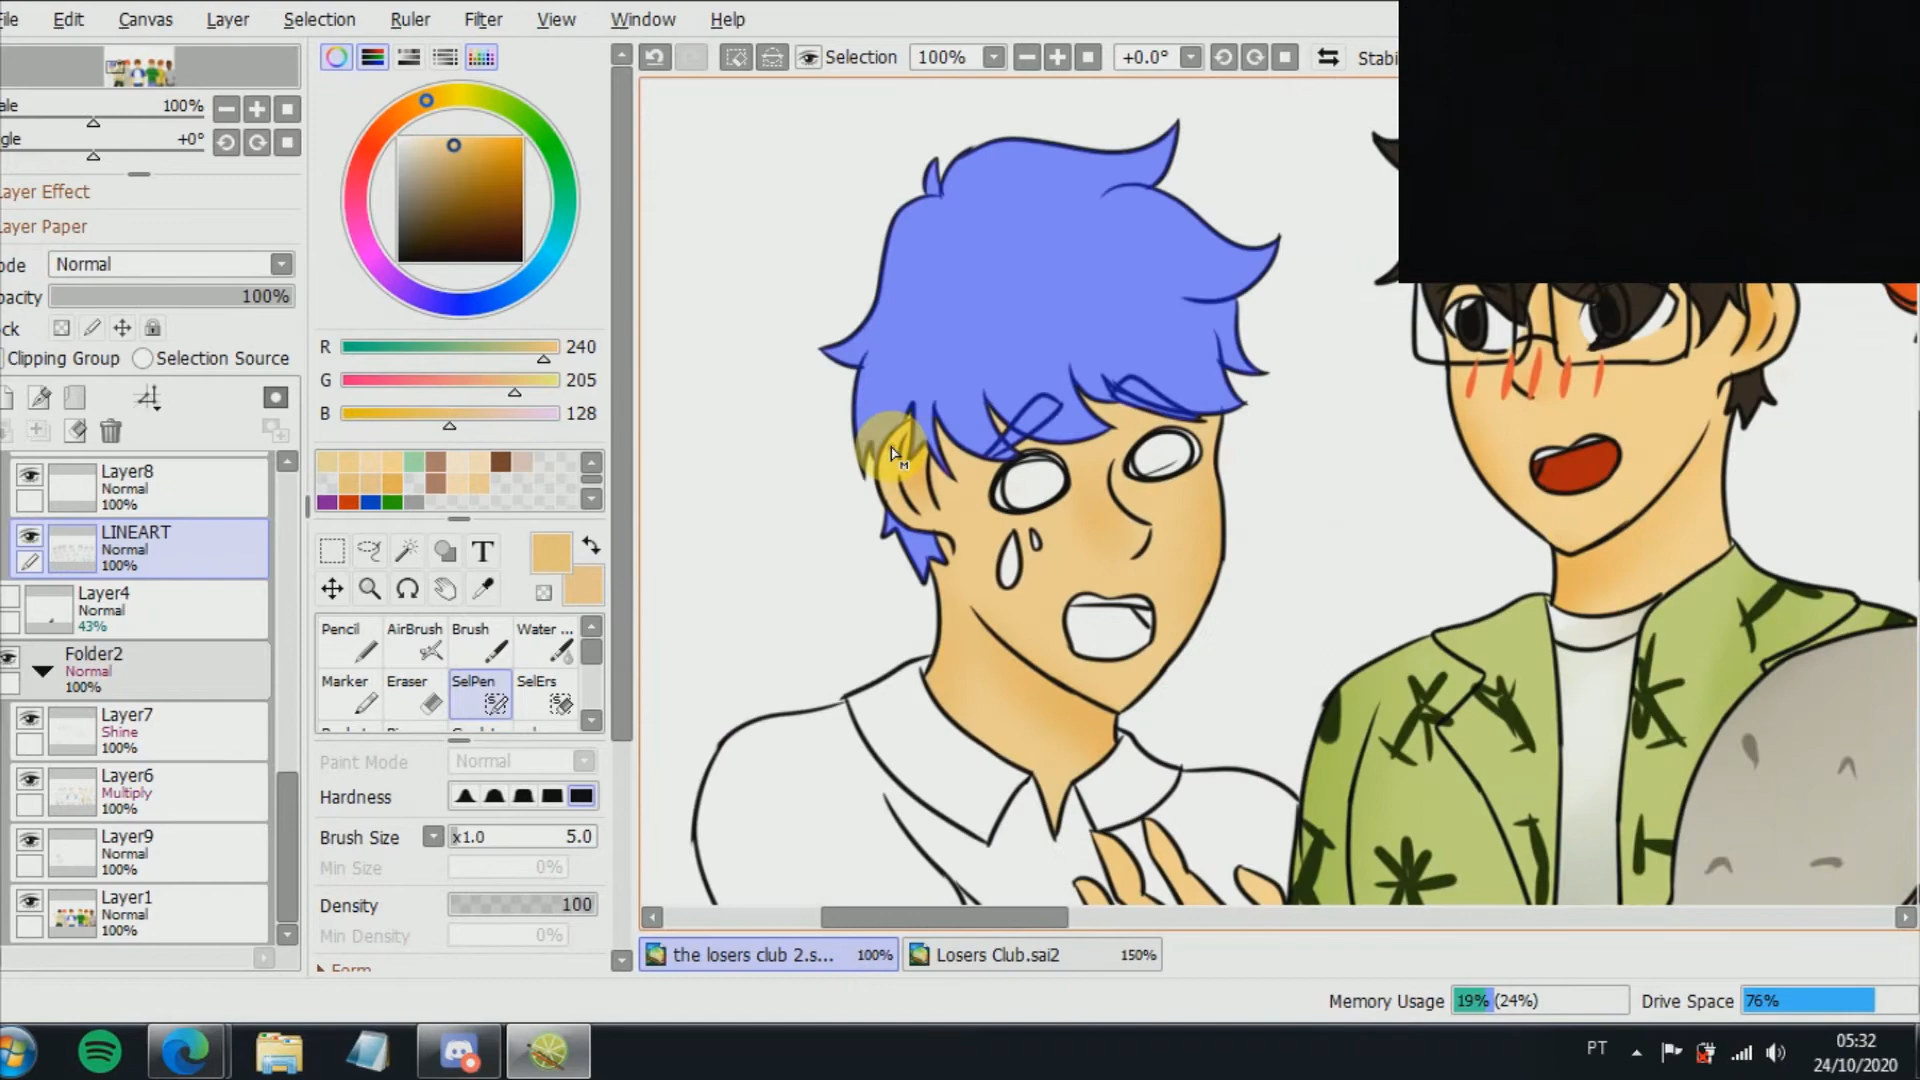 File Edit Canvas Layer Selection Ruler Filter View Window Help
Selection 100% +0.0° Stabi
ale 100%
gle +0°
ayer Effect
ayer Paper
ode Normal
pacity 100%
ck
Clipping Group Selection Source
R 240
G 205
B 128
Layer8
Normal
100%
LINEART
Normal
100%
Layer4
Normal
43%
Folder2
Normal
100%
Layer7
Shine
100%
Layer6
Multiply
100%
Layer9
Normal
100%
Layer1
Normal
100%
T
Pencil AirBrush Brush Water ...
Marker Eraser SelPen SelErs
Paint Mode Normal
Hardness
Brush Size x1.0 5.0
Min Size 0%
Density 100
Min Density 0%
Form
M
the losers club 2.s... 100% Losers Club.sai2 150%
Memory Usage 19% (24%) Drive Space 76%
PT 05:32
24/10/2020